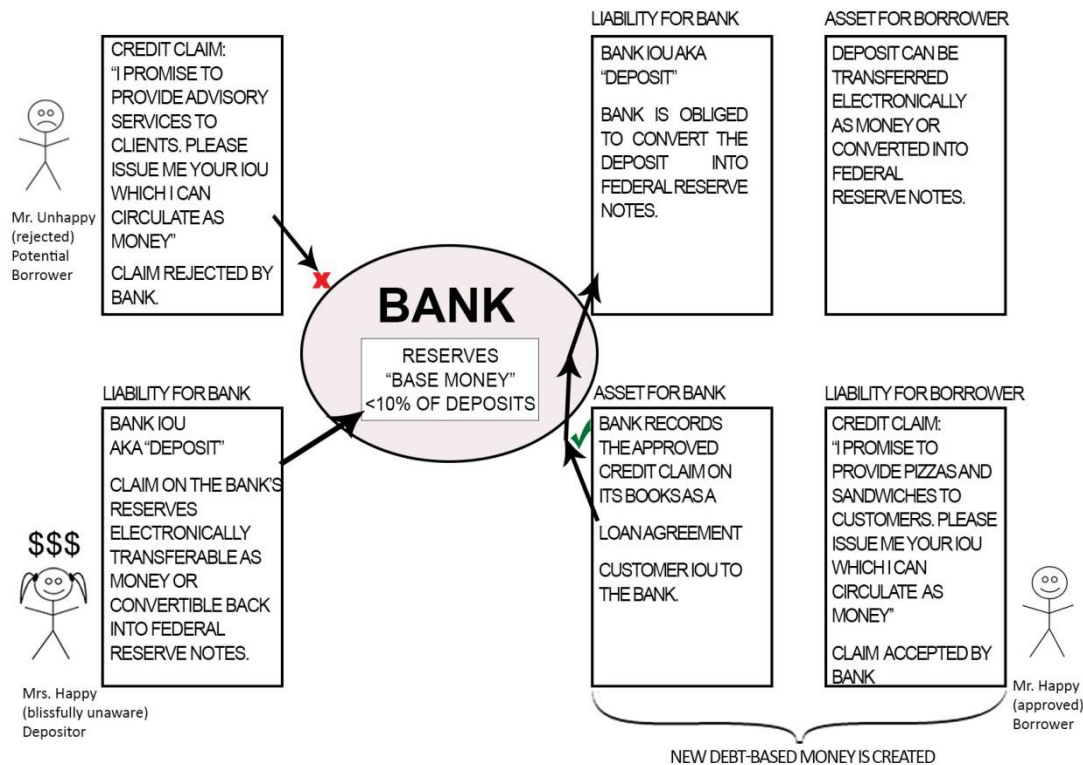 CREDIT CLAIM:
“I PROMISE TO
PROVIDE ADVISORY
SERVICES TO
CLIENTS. PLEASE
ISSUE ME YOUR IOU
WHICH I CAN
CIRCULATE AS
MONEY”
CLAIM REJECTED BY
BANK.
Mr. Unhappy
(rejected)
Potential
Borrower
LIABILITY FOR BANK
BANK IOU AKA
“DEPOSIT”
BANK IS OBLIGED
TO CONVERT THE
DEPOSIT INTO
FEDERAL RESERVE
NOTES.
ASSET FOR BORROWER
DEPOSIT CAN BE
TRANSFERRED
ELECTRONICALLY
AS MONEY OR
CONVERTED INTO
FEDERAL
RESERVE NOTES.
X
BANK
RESERVES
“BASE MONEY”
<10% OF DEPOSITS
LIABILITY FOR BANK
BANK IOU
AKA “DEPOSIT”
CLAIM ON THE BANK’S
RESERVES
ELECTRONICALLY
TRANSFERABLE AS
MONEY OR
CONVERTIBLE BACK
INTO FEDERAL
RESERVE NOTES.
$$$
Mrs. Happy
(blissfully unaware)
Depositor
ASSET FOR BANK
BANK RECORDS
THE APPROVED
CREDIT CLAIM ON
ITS BOOKS AS A
LOAN AGREEMENT
CUSTOMER IOU TO
THE BANK.
LIABILITY FOR BORROWER
CREDIT CLAIM:
“I PROMISE TO
PROVIDE PIZZAS AND
SANDWICHES TO
CUSTOMERS. PLEASE
ISSUE ME YOUR IOU
WHICH I CAN
CIRCULATE AS
MONEY”
CLAIM ACCEPTED BY
BANK
Mr. Happy
(approved)
Borrower
NEW DEBT-BASED MONEY IS CREATED